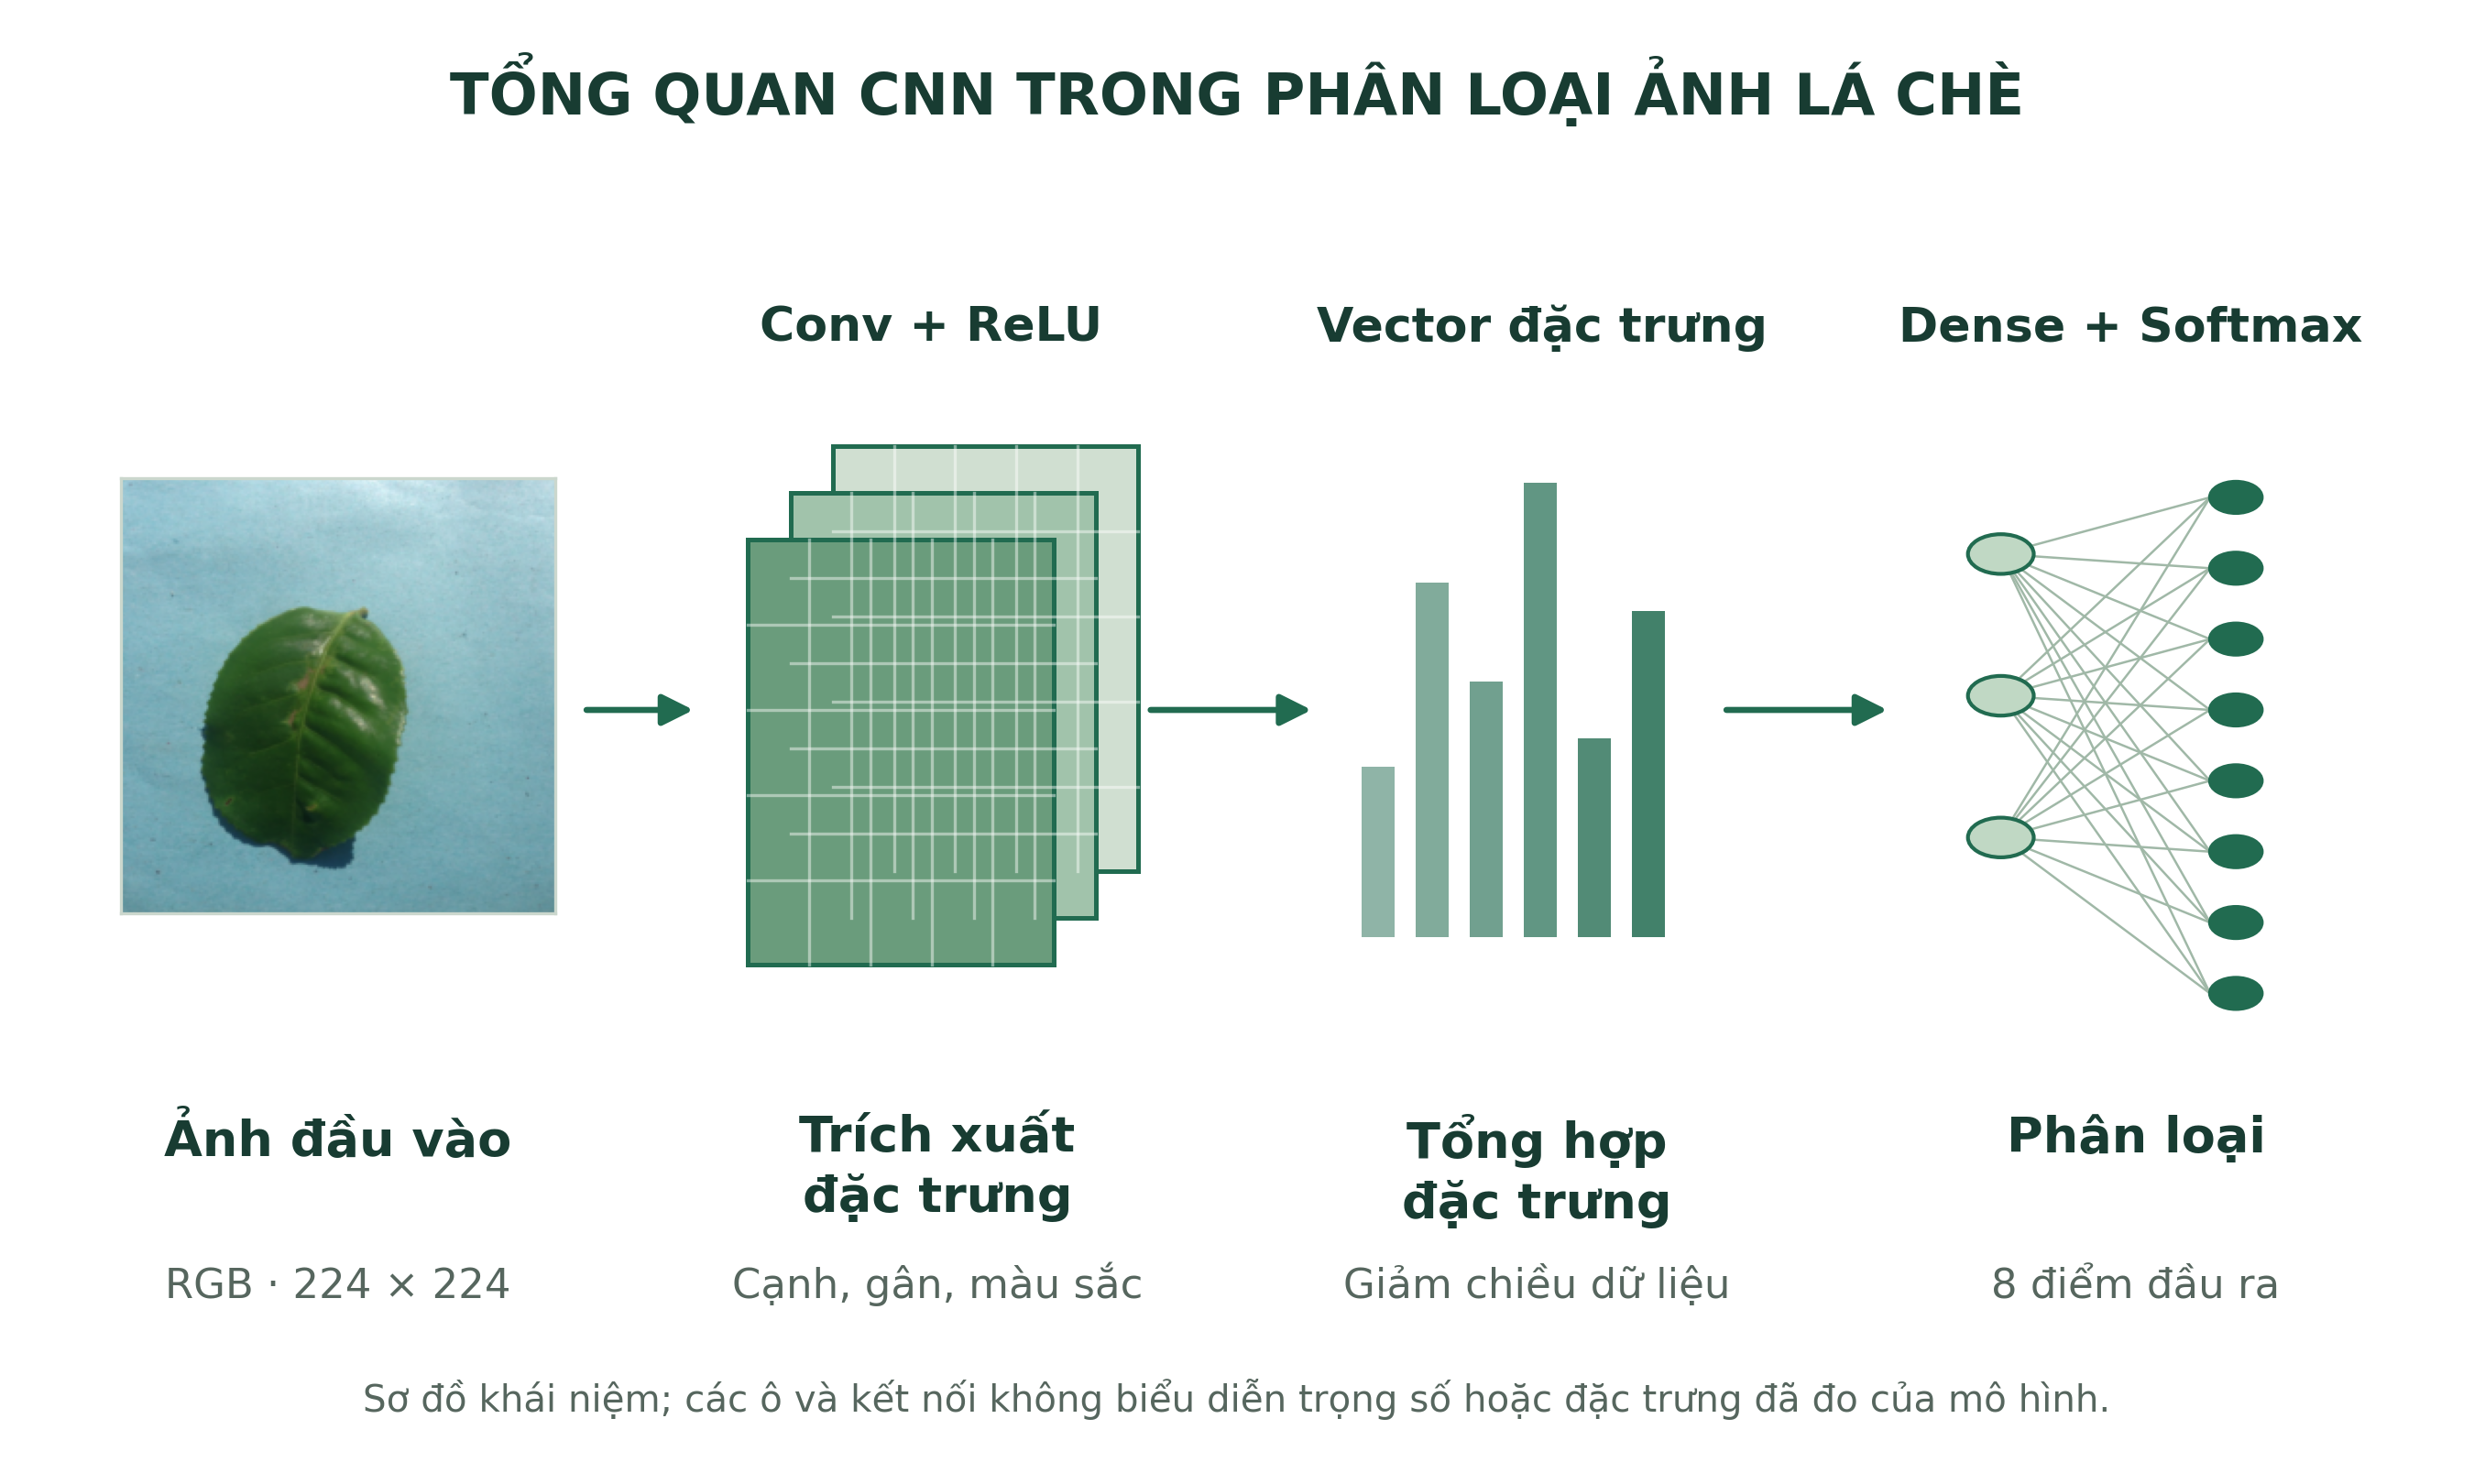 TỔNG QUAN CNN TRONG PHÂN LOẠI ẢNH LÁ CHÈ
Conv + ReLU
Vector đặc trưng
Dense + Softmax
Ảnh đầu vào
Trích xuất
đặc trưng
Tổng hợp
đặc trưng
Phân loại
RGB · 224 × 224
Cạnh, gân, màu sắc
Giảm chiều dữ liệu
8 điểm đầu ra
Sơ đồ khái niệm; các ô và kết nối không biểu diễn trọng số hoặc đặc trưng đã đo của mô hình.